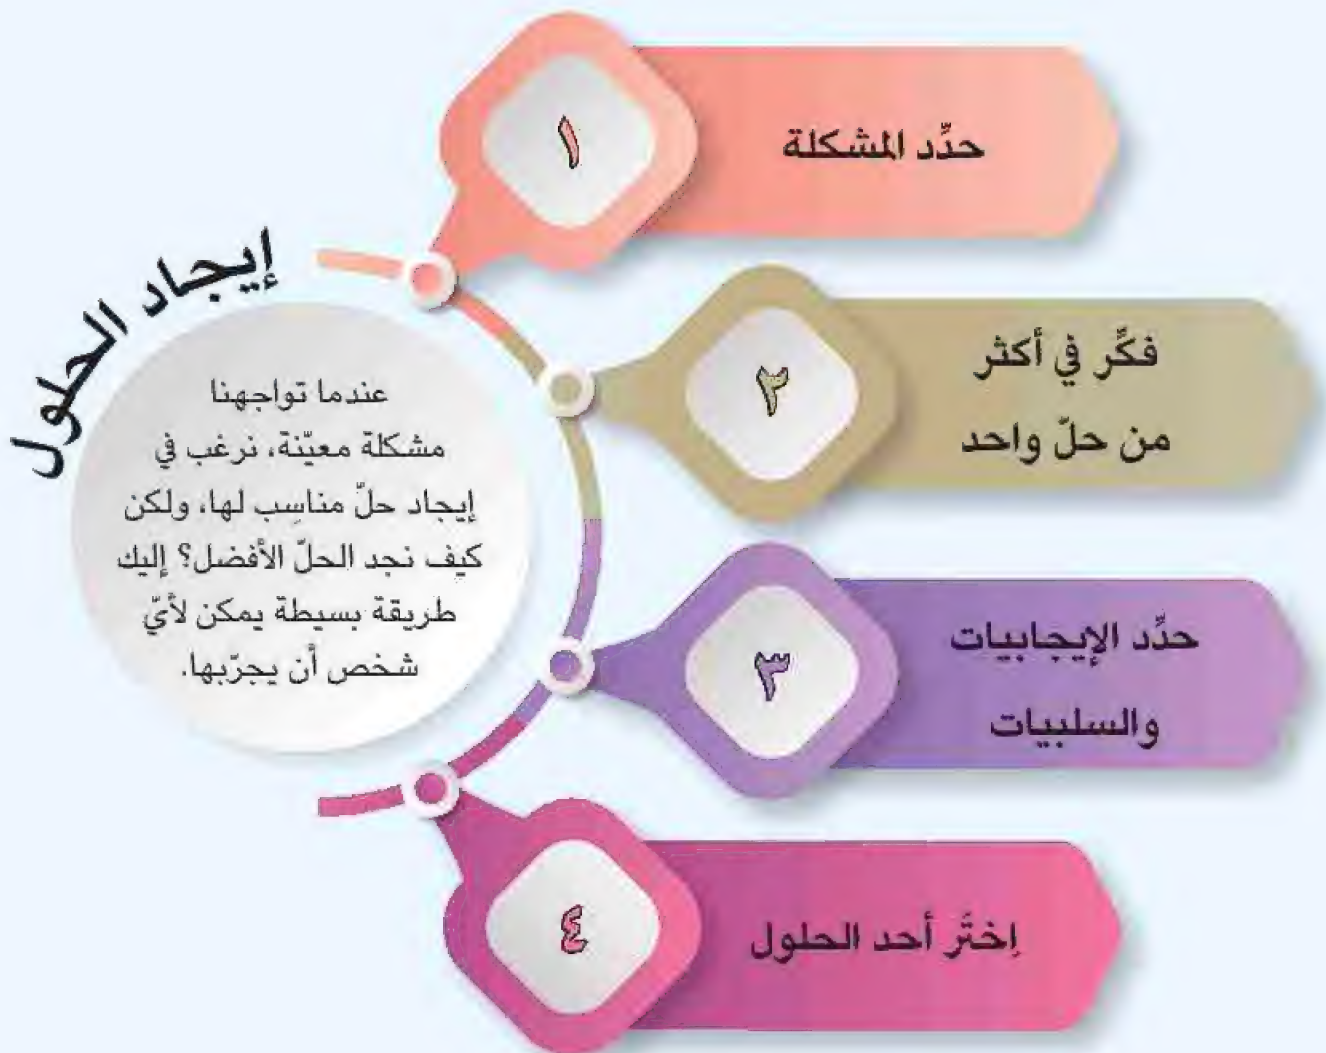 إيجاد الحلول
عندما تواجهنا
مشكلة معيّنة، نرغب في
إيجاد حلّ مناسِب لها، ولكن
كيف نجد الحلّ الأفضل؟ إليك
طريقة بسيطة يمكن لأيّ
شخص أن يجرّبها.
١
حدِّد المشكلة
٢
فكِّر في أكثر
من حلّ واحد
٣
حدِّد الإيجابيات
والسلبيات
٤
اِختَر أحد الحلول